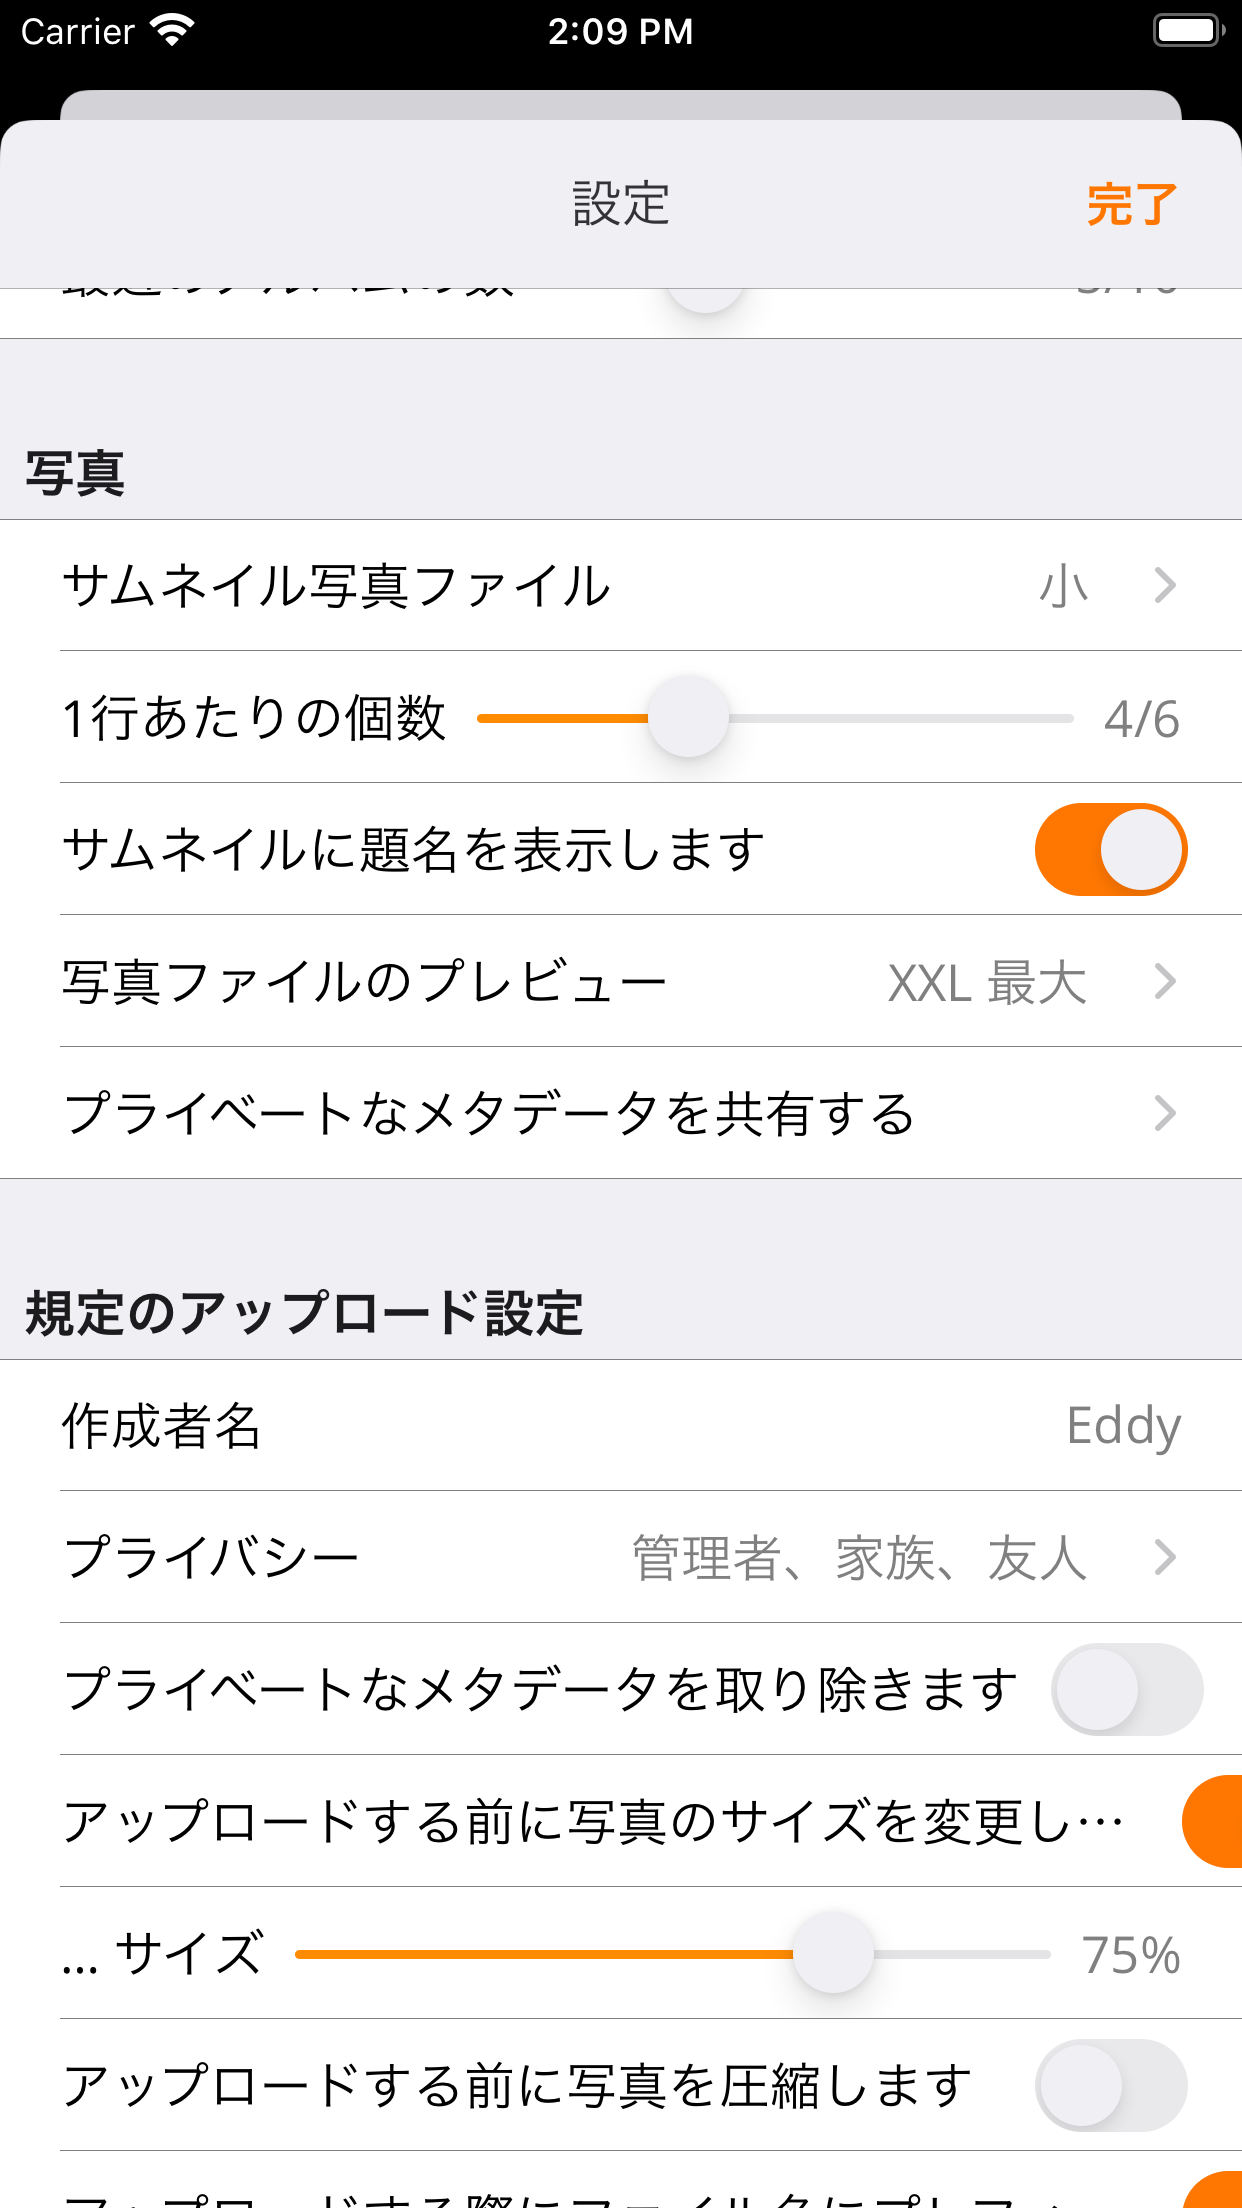 Carrier 2:09 PM
設定 完了
写真
サムネイル写真ファイル 小
1行あたりの個数 4/6
サムネイルに題名を表示します
写真ファイルのプレビュー XXL 最大
プライベートなメタデータを共有する
規定のアップロード設定
作成者名 Eddy
プライバシー 管理者、家族、友人
プライベートなメタデータを取り除きます
アップロードする前に写真のサイズを変更し…
... サイズ 75%
アップロードする前に写真を圧縮します